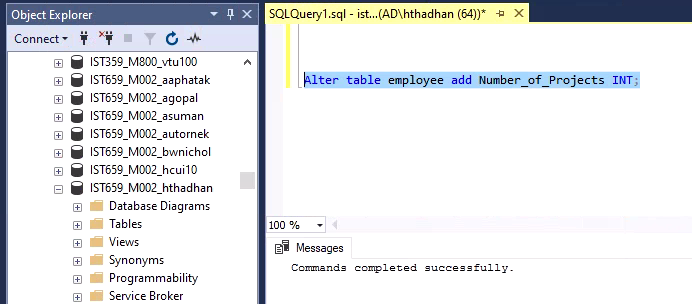 Object Explorer
Connect
IST359_M800_vtu100
IST659_M002_aaphatak
IST659_M002_agopal
IST659_M002_asuman
IST659_M002_autornek
IST659_M002_bwnichol
IST659_M002_hcui10
IST659_M002_hthadhan
Database Diagrams
Tables
Views
Synonyms
Programmability
Service Broker
SQLQuery1.sql - ist...(AD\hthadhan (64))*
Alter table employee add Number_of_Projects INT;
100 %
Messages
Commands completed successfully.